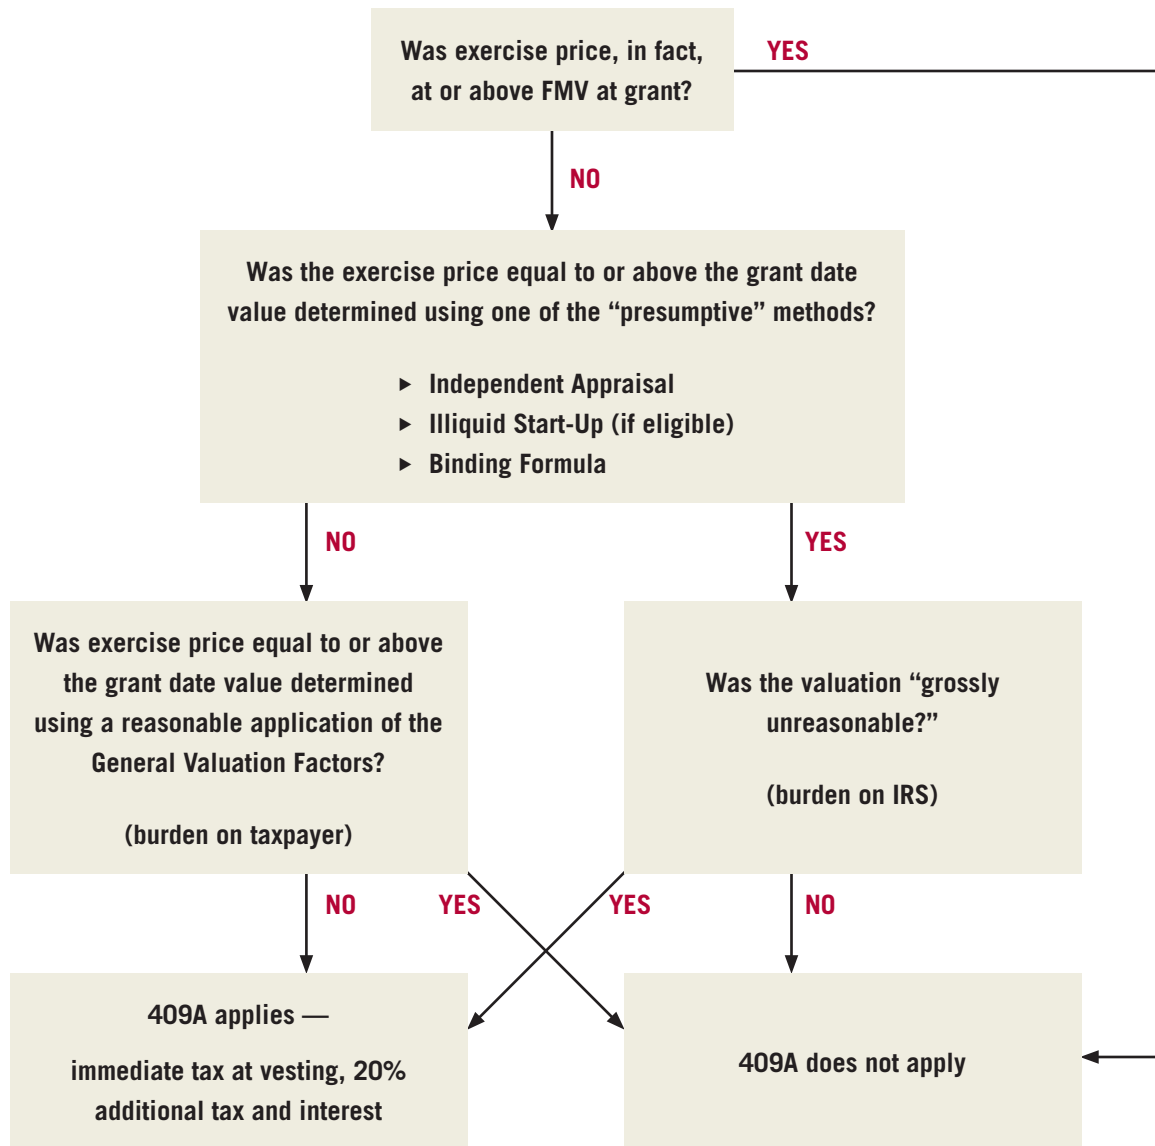 Was exercise price, in fact,
at or above FMV at grant?
YES
NO
Was the exercise price equal to or above the grant date
value determined using one of the “presumptive” methods?
▸ Independent Appraisal
▸ Illiquid Start-Up (if eligible)
▸ Binding Formula
NO
YES
Was exercise price equal to or above
the grant date value determined
using a reasonable application of the
General Valuation Factors?
(burden on taxpayer)
Was the valuation “grossly
unreasonable?”
(burden on IRS)
NO
YES
YES
NO
409A applies —
immediate tax at vesting, 20%
additional tax and interest
409A does not apply